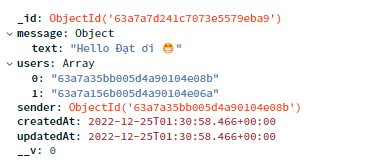 _id: ObjectId('63a7a7d241c7073e5579eba9')
message: Object
text: "Hello Đạt ơi 😷"
users: Array
0: "63a7a35bb005d4a90104e08b"
1: "63a7a156b005d4a90104e06a"
sender: ObjectId('63a7a35bb005d4a90104e08b')
createdAt: 2022-12-25T01:30:58.466+00:00
updatedAt: 2022-12-25T01:30:58.466+00:00
__v: 0